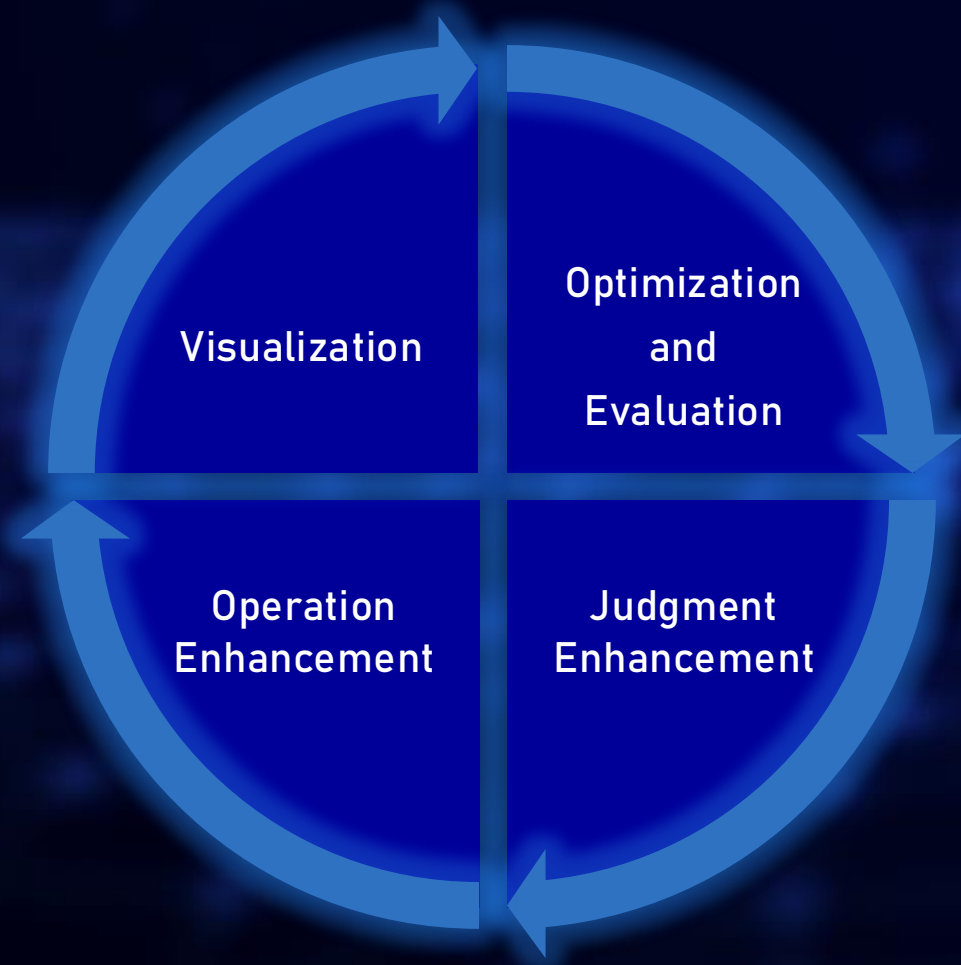 Visualization
Optimization
and
Evaluation
Operation
Enhancement
Judgment
Enhancement